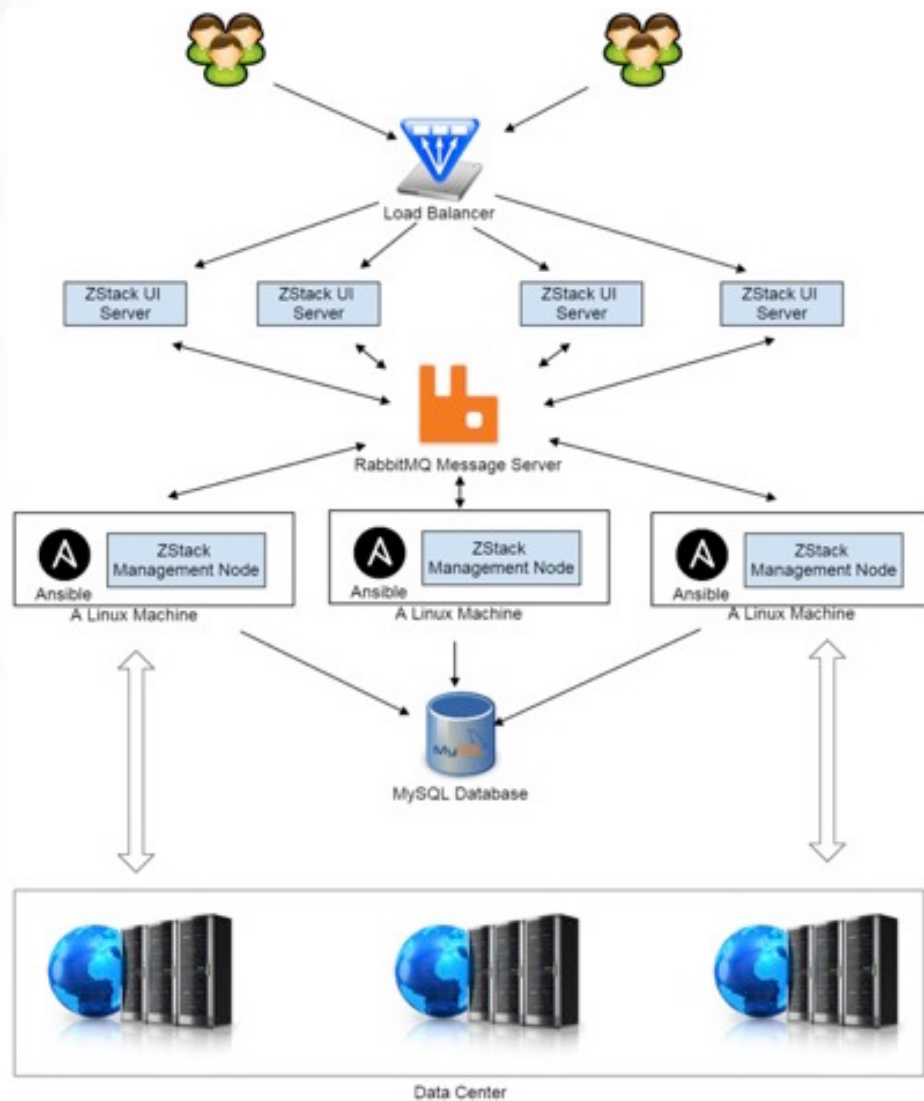 Load Balancer
ZStack UI
Server
ZStack UI
Server
ZStack UI
Server
ZStack UI
Server
RabbitMQ Message Server
Ansible
ZStack
Management Node
A Linux Machine
Ansible
ZStack
Management Node
A Linux Machine
Ansible
ZStack
Management Node
A Linux Machine
MySQL
MySQL Database
Data Center